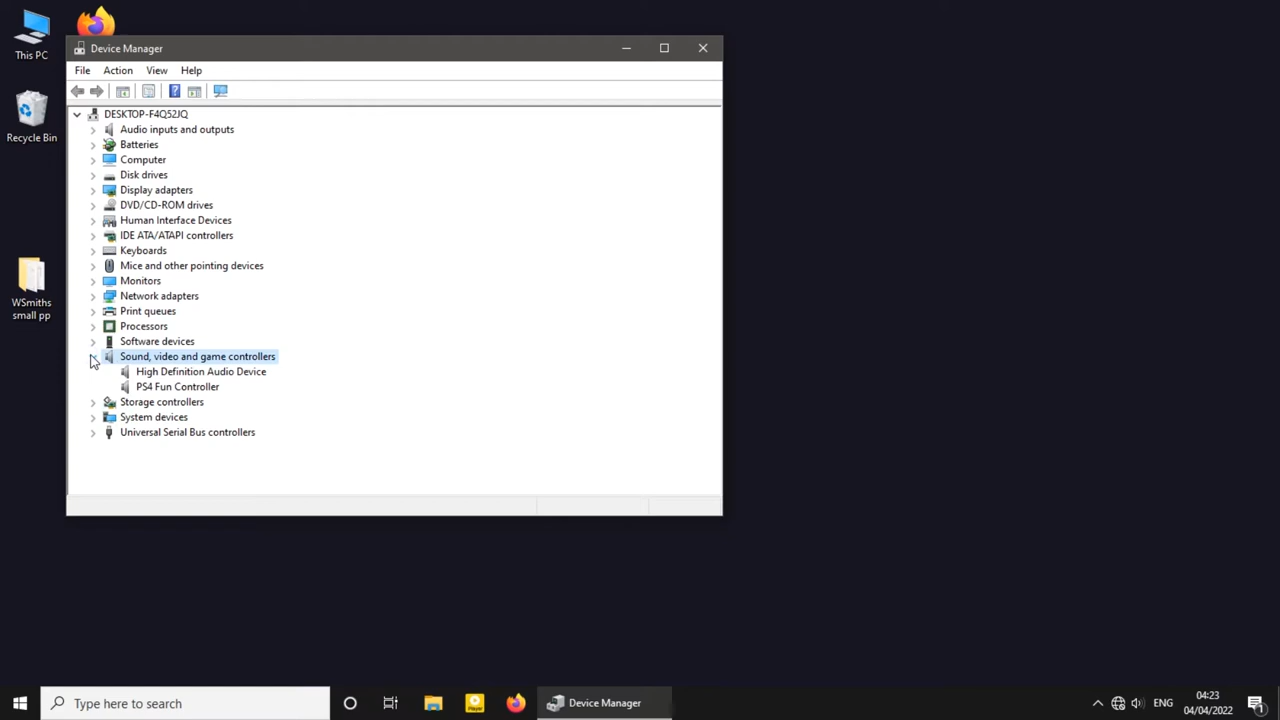 This PC
Recycle Bin
WSmiths
small pp
Device Manager
File Action View Help
DESKTOP-F4Q52JQ
Audio inputs and outputs
Batteries
Computer
Disk drives
Display adapters
DVD/CD-ROM drives
Human Interface Devices
IDE ATA/ATAPI controllers
Keyboards
Mice and other pointing devices
Monitors
Network adapters
Print queues
Processors
Software devices
Sound, video and game controllers
High Definition Audio Device
PS4 Fun Controller
Storage controllers
System devices
Universal Serial Bus controllers
Type here to search
Player
Device Manager
ENG
04:23
04/04/2022
1